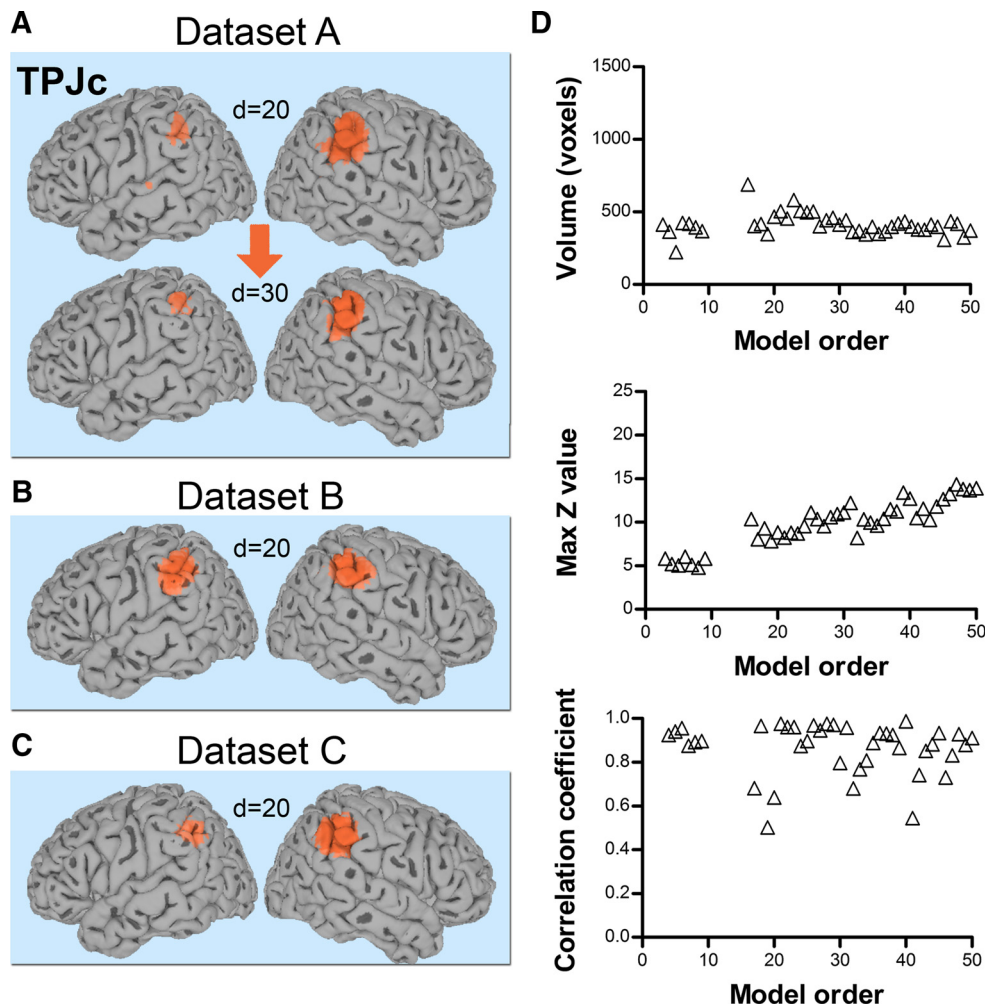 A
Dataset A
TPJc
d=20
d=30
B
Dataset B
d=20
C
Dataset C
d=20
D
Volume (voxels)
1500
1000
500
0
0 10 20 30 40 50
Model order
Max Z value
25
20
15
10
5
0
0 10 20 30 40 50
Model order
Correlation coefficient
1.0
0.8
0.6
0.4
0.2
0.0
0 10 20 30 40 50
Model order